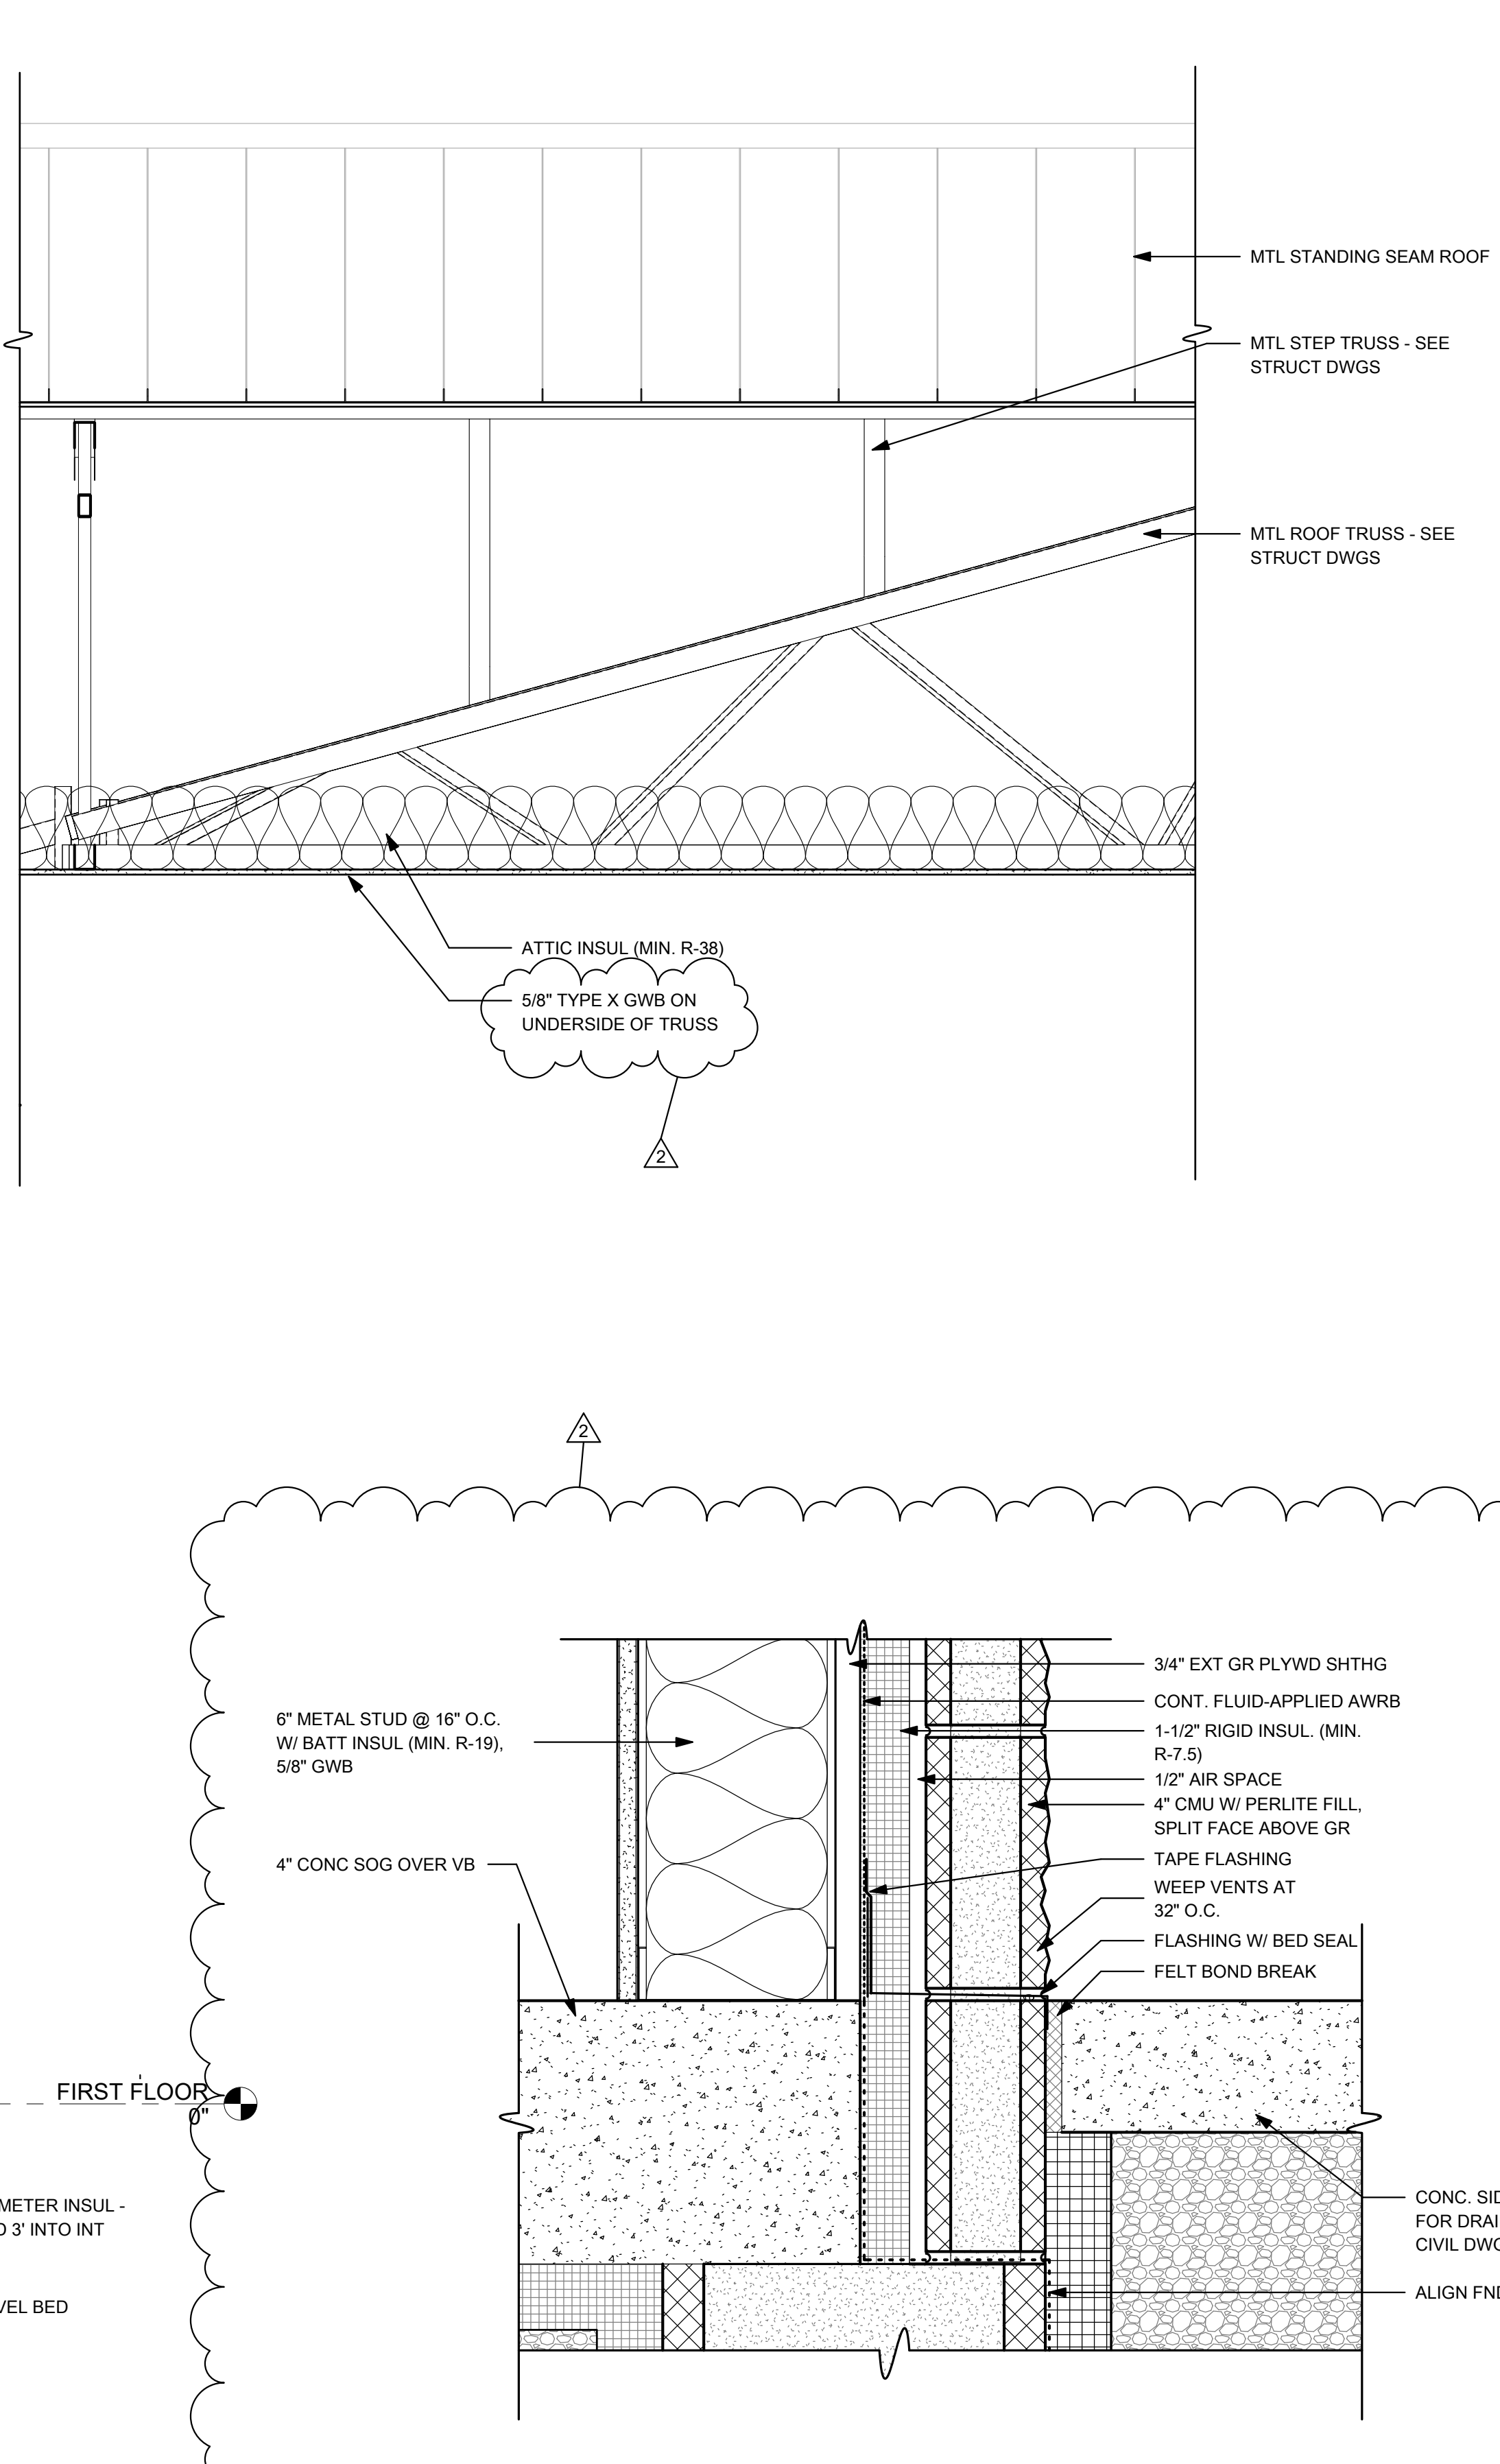 MTL STANDING SEAM ROOF
MTL STEP TRUSS - SEE
STRUCT DWGS
MTL ROOF TRUSS - SEE
STRUCT DWGS
ATTIC INSUL (MIN. R-38)
5/8" TYPE X GWB ON
UNDERSIDE OF TRUSS
2
2
3/4" EXT GR PLYWD SHTHG
CONT. FLUID-APPLIED AWRB
1-1/2" RIGID INSUL. (MIN.
R-7.5)
1/2" AIR SPACE
4" CMU W/ PERLITE FILL,
SPLIT FACE ABOVE GR
TAPE FLASHING
WEEP VENTS AT
32" O.C.
FLASHING W/ BED SEAL
FELT BOND BREAK
6" METAL STUD @ 16" O.C.
W/ BATT INSUL (MIN. R-19),
5/8" GWB
4" CONC SOG OVER VB
FIRST FLOOR
0"
INSUL -
3' INTO INT
BED
CONC.
FOR
CIVIL
ALIGN